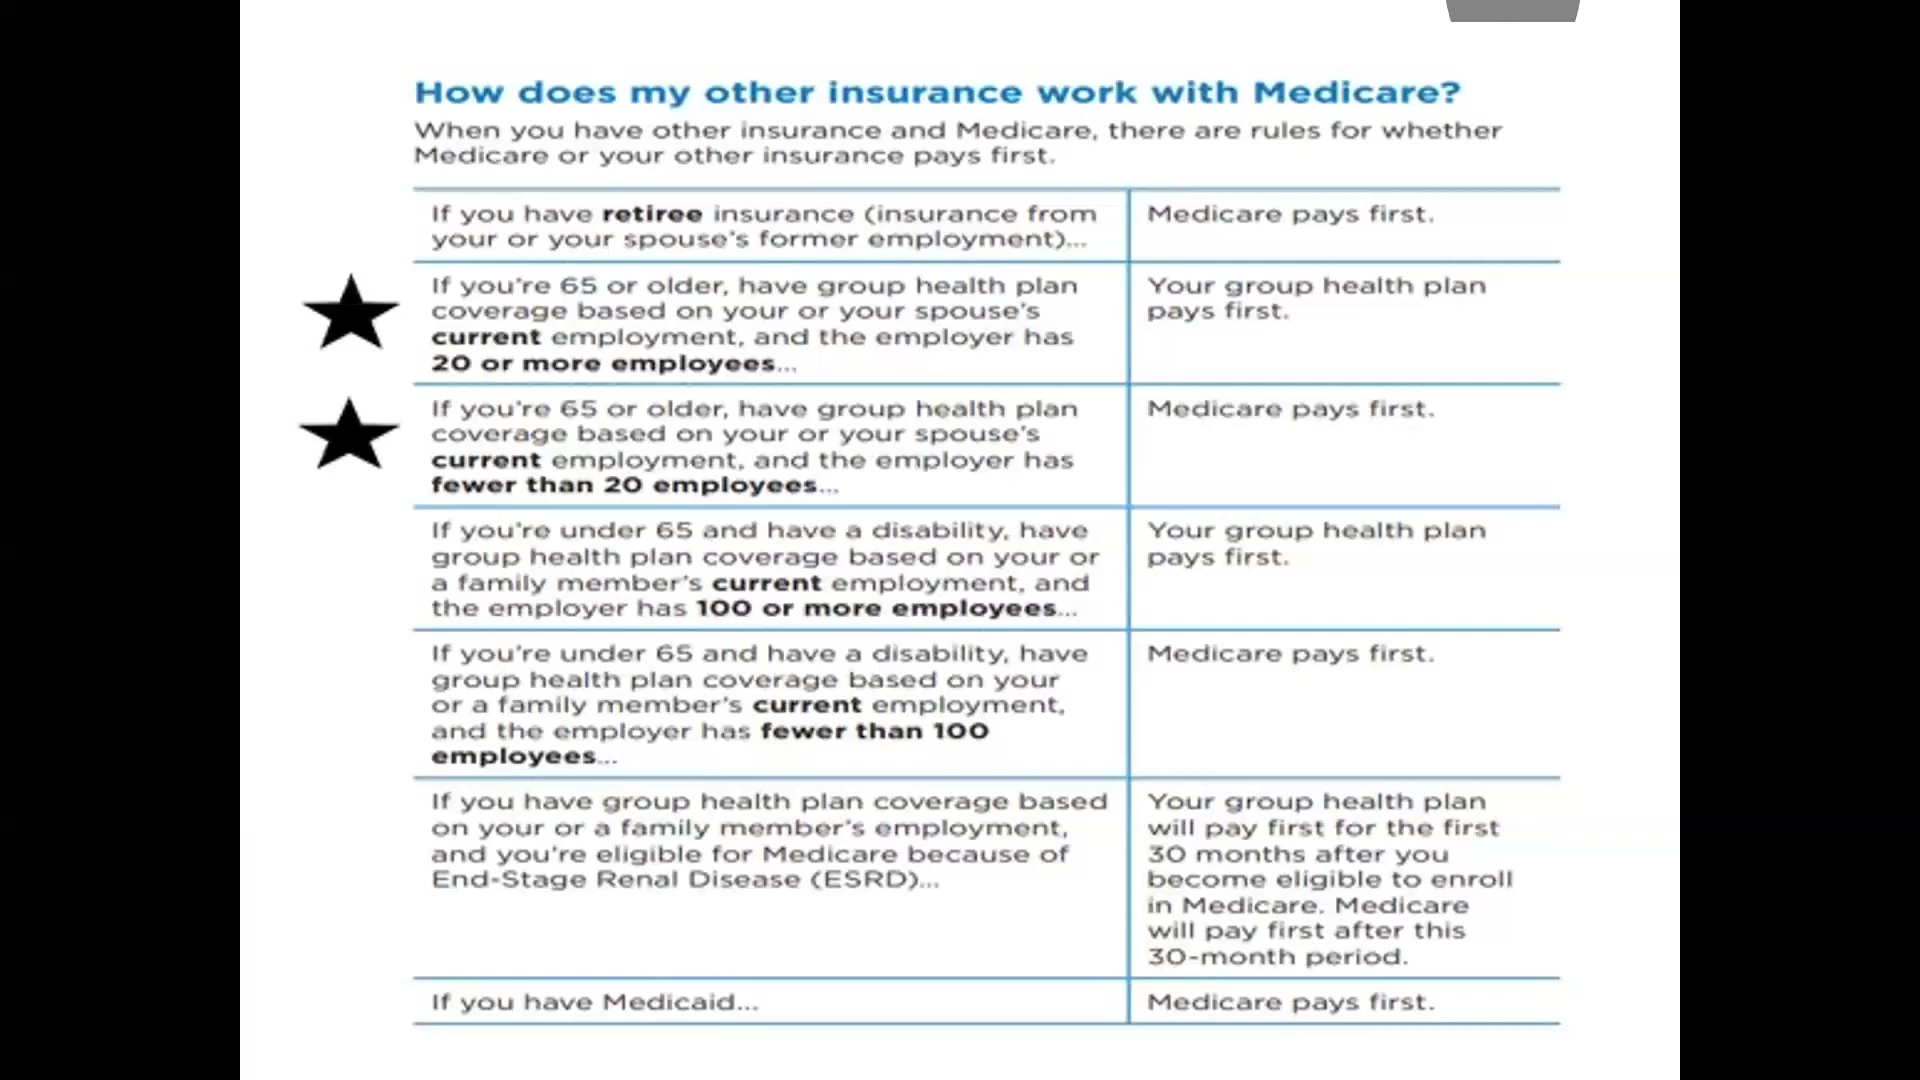 How does my other insurance work with Medicare?
When you have other insurance and Medicare, there are rules for whether
Medicare or your other insurance pays first.
If you have retiree insurance (insurance from
your or your spouse's former employment)...
Medicare pays first.
If you're 65 or older, have group health plan
coverage based on your or your spouse's
current employment, and the employer has
20 or more employees...
Your group health plan
pays first.
If you're 65 or older, have group health plan
coverage based on your or your spouse's
current employment, and the employer has
fewer than 20 employees...
Medicare pays first.
If you're under 65 and have a disability, have
group health plan coverage based on your or
a family member's current employment, and
the employer has 100 or more employees...
Your group health plan
pays first.
If you're under 65 and have a disability, have
group health plan coverage based on your
or a family member's current employment,
and the employer has fewer than 100
employees...
Medicare pays first.
If you have group health plan coverage based
on your or a family member's employment,
and you're eligible for Medicare because of
End-Stage Renal Disease (ESRD)...
Your group health plan
will pay first for the first
30 months after you
become eligible to enroll
in Medicare. Medicare
will pay first after this
30-month period.
If you have Medicaid...
Medicare pays first.